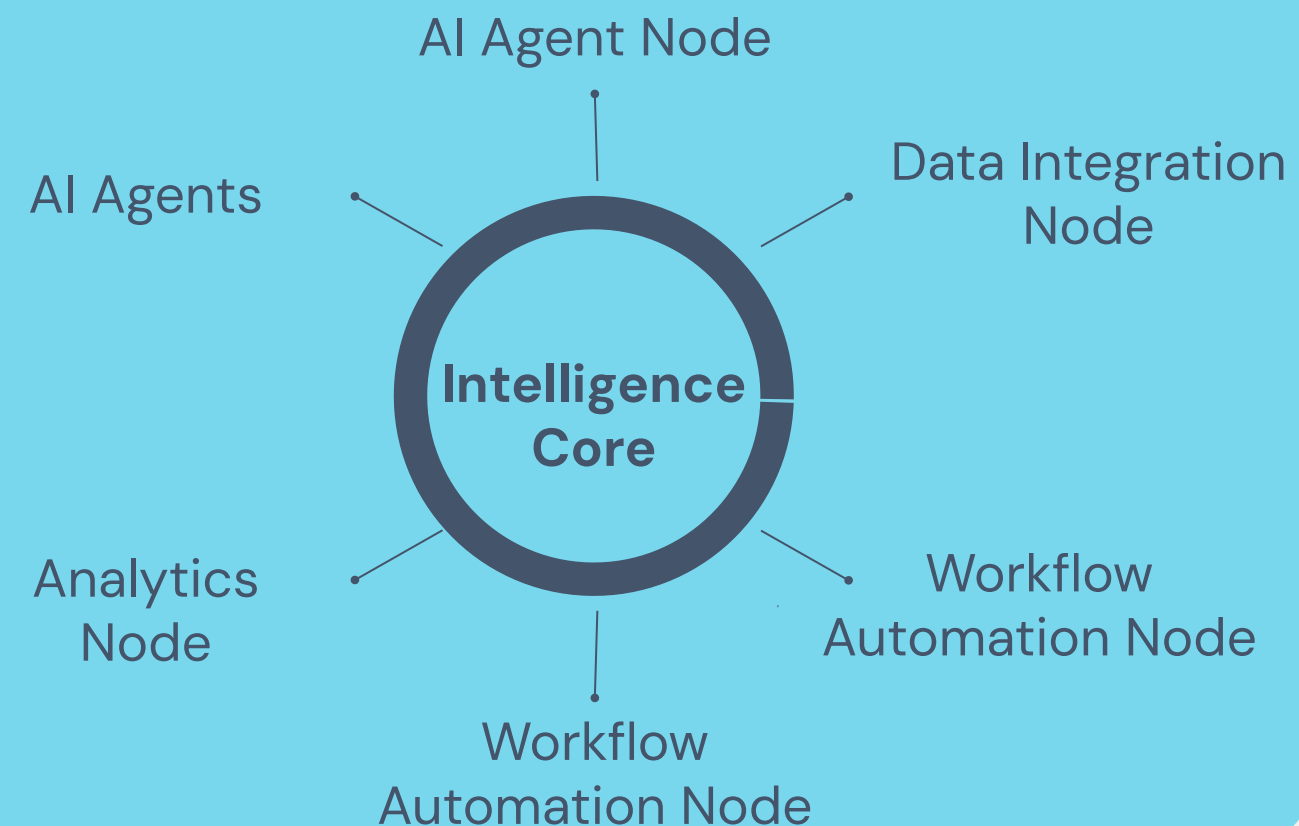 AI Agent Node
Data Integration
Node
AI Agents
Intelligence
Core
Analytics
Node
Workflow
Automation Node
Workflow
Automation Node